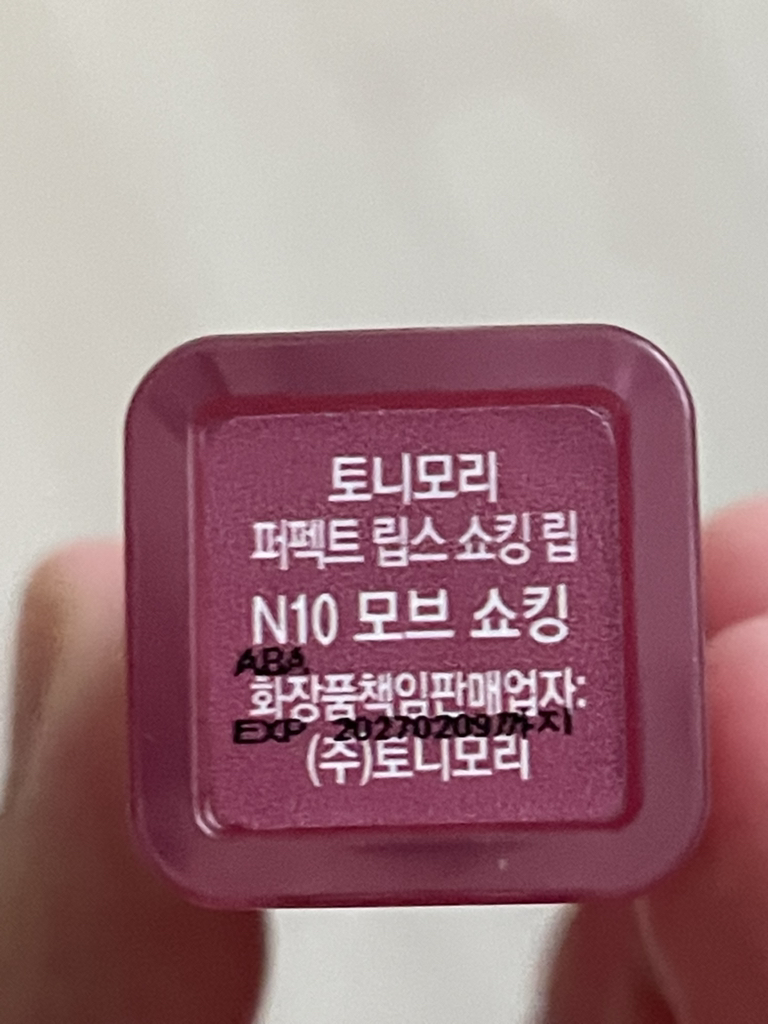 토니모리
퍼펙트 립스 쇼킹 립
N10 모브 쇼킹
ABA
화장품책임판매업자:
EXP 20270209까지
(주)토니모리